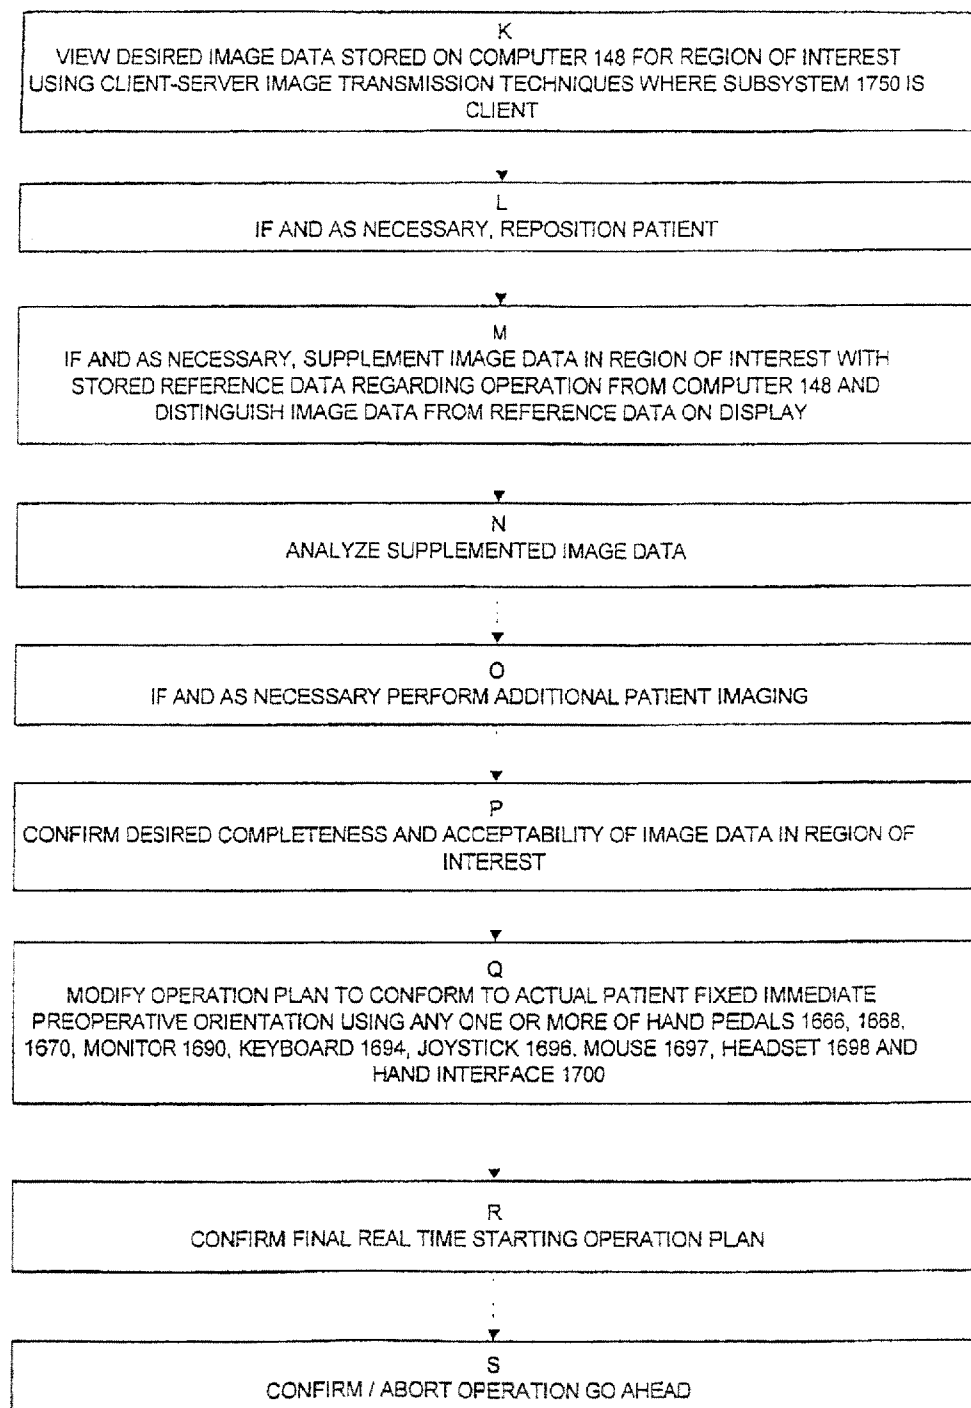 K
VIEW DESIRED IMAGE DATA STORED ON COMPUTER 148 FOR REGION OF INTEREST
USING CLIENT-SERVER IMAGE TRANSMISSION TECHNIQUES WHERE SUBSYSTEM 1750 IS
CLIENT
L
IF AND AS NECESSARY, REPOSITION PATIENT
M
IF AND AS NECESSARY, SUPPLEMENT IMAGE DATA IN REGION OF INTEREST WITH
STORED REFERENCE DATA REGARDING OPERATION FROM COMPUTER 148 AND
DISTINGUISH IMAGE DATA FROM REFERENCE DATA ON DISPLAY
N
ANALYZE SUPPLEMENTED IMAGE DATA
O
IF AND AS NECESSARY PERFORM ADDITIONAL PATIENT IMAGING
P
CONFIRM DESIRED COMPLETENESS AND ACCEPTABILITY OF IMAGE DATA IN REGION OF
INTEREST
Q
MODIFY OPERATION PLAN TO CONFORM TO ACTUAL PATIENT FIXED IMMEDIATE
PREOPERATIVE ORIENTATION USING ANY ONE OR MORE OF HAND PEDALS 1666, 1668,
1670, MONITOR 1690, KEYBOARD 1694, JOYSTICK 1696, MOUSE 1697, HEADSET 1698 AND
HAND INTERFACE 1700
R
CONFIRM FINAL REAL TIME STARTING OPERATION PLAN
S
CONFIRM / ABORT OPERATION GO AHEAD